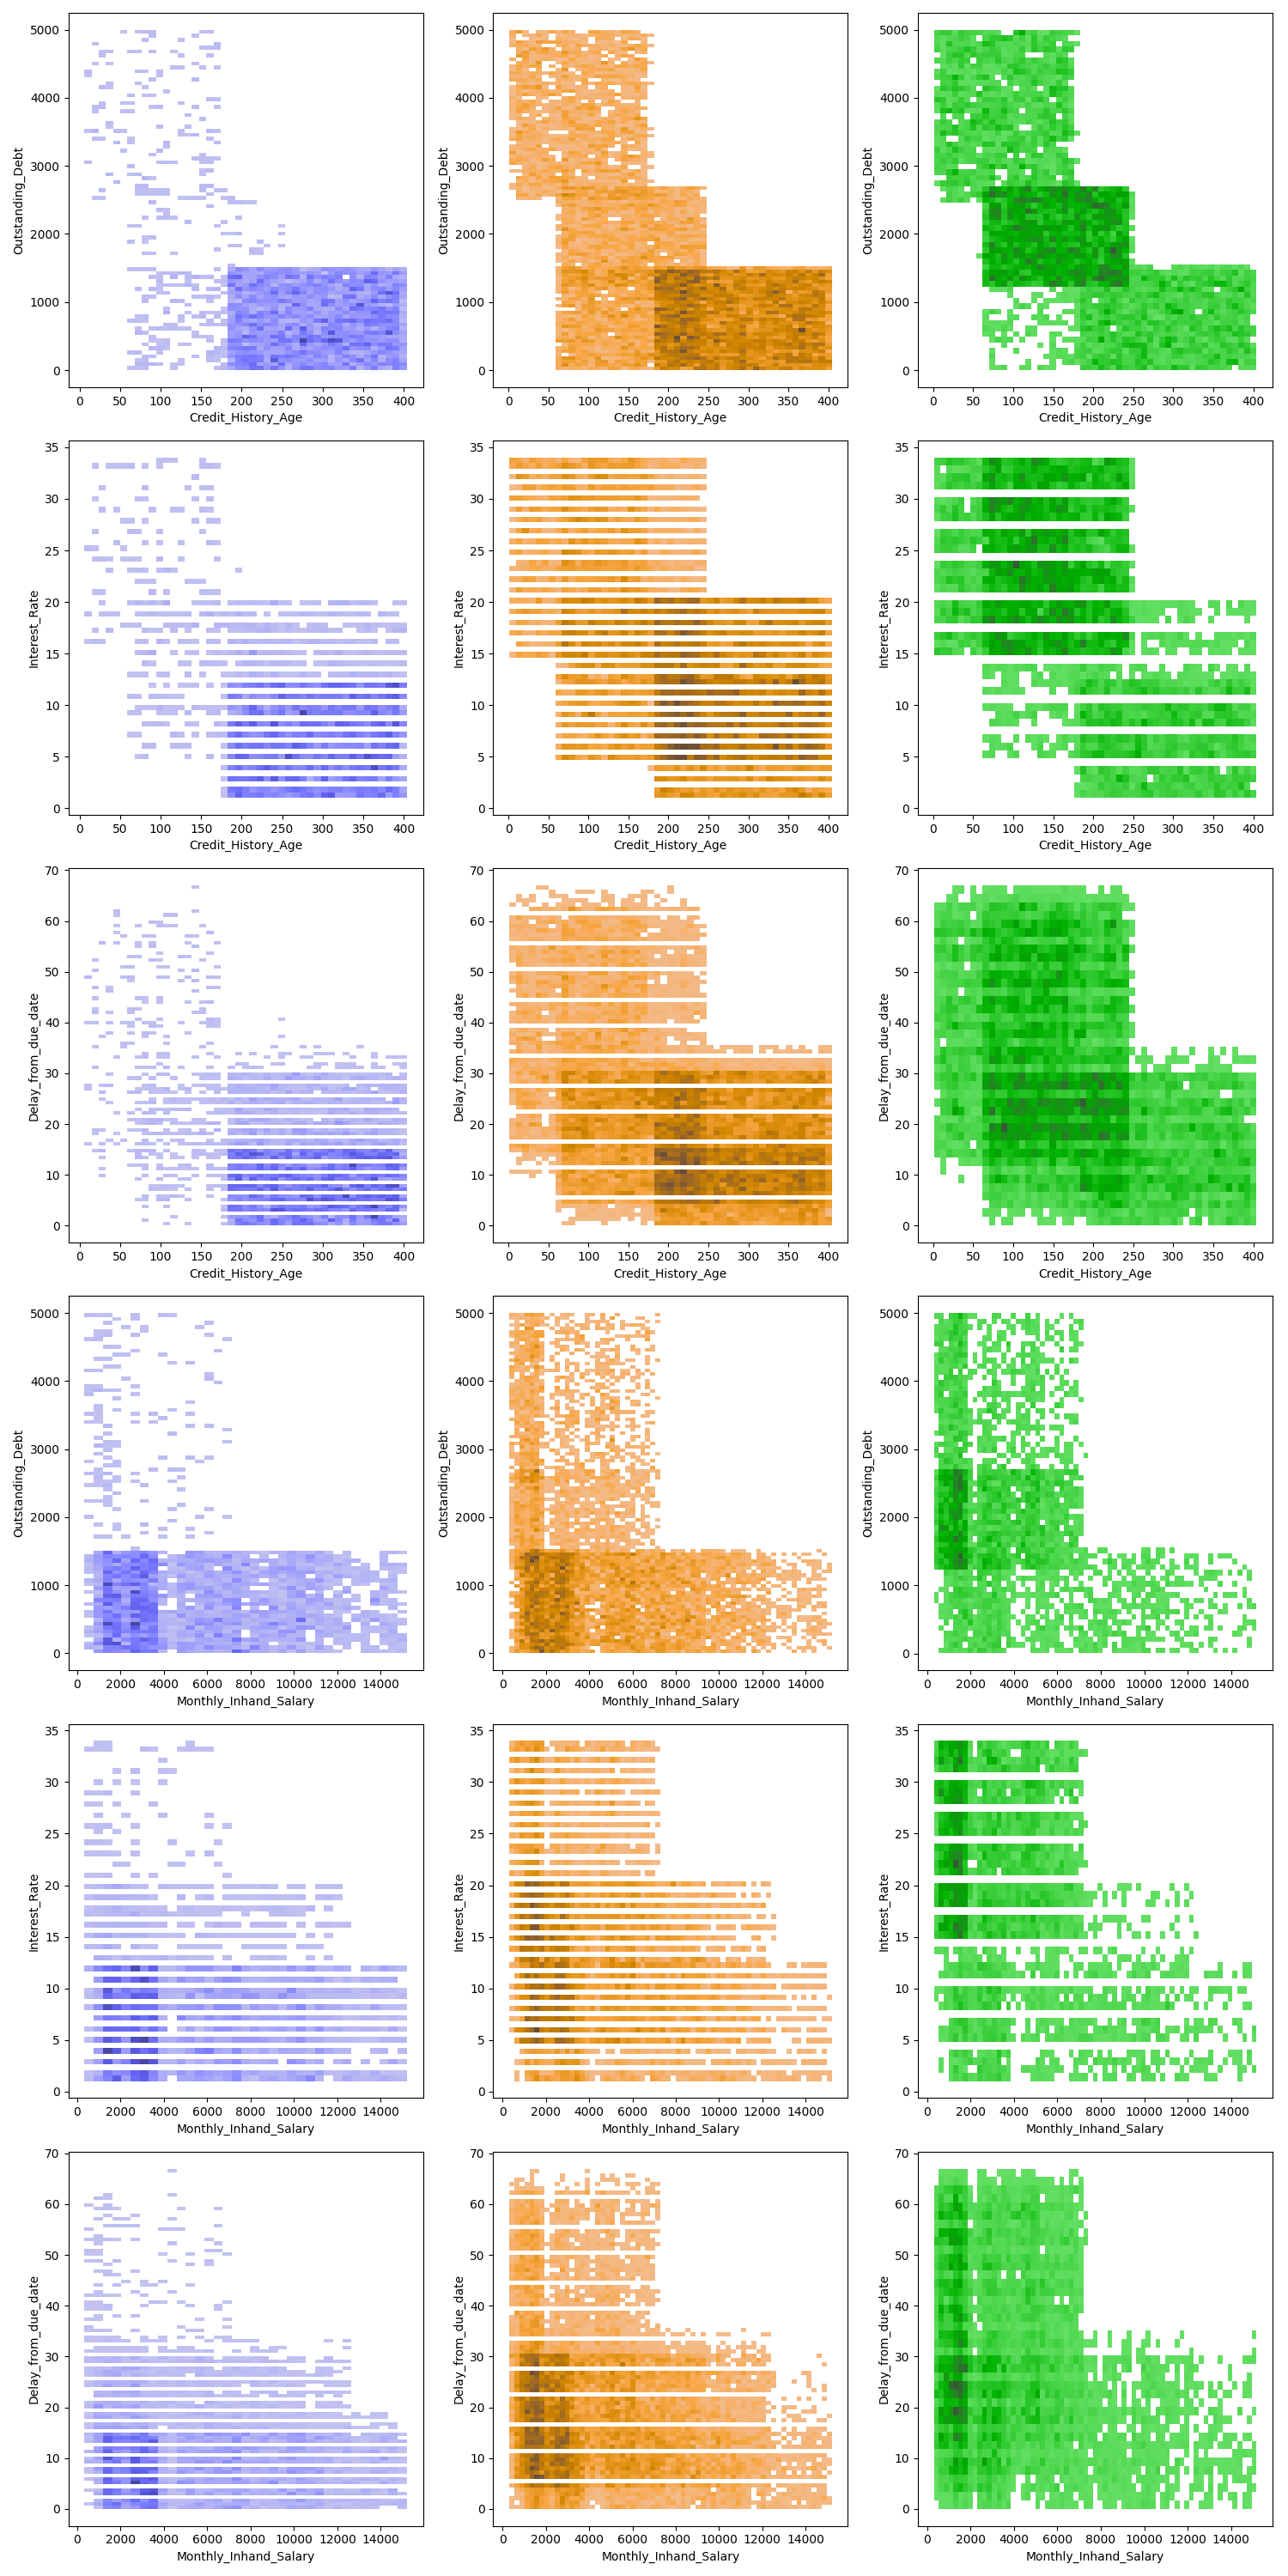 Outstanding_Debt
5000
4000
3000
2000
1000
0
0 50 100 150 200 250 300 350 400
Credit_History_Age
Outstanding_Debt
5000
4000
3000
2000
1000
0
0 50 100 150 200 250 300 350 400
Credit_History_Age
Outstanding_Debt
5000
4000
3000
2000
1000
0
0 50 100 150 200 250 300 350 400
Credit_History_Age
Interest_Rate
35
30
25
20
15
10
5
0
0 50 100 150 200 250 300 350 400
Credit_History_Age
Interest_Rate
35
30
25
20
15
10
5
0
0 50 100 150 200 250 300 350 400
Credit_History_Age
Interest_Rate
35
30
25
20
15
10
5
0
0 50 100 150 200 250 300 350 400
Credit_History_Age
Delay_from_due_date
70
60
50
40
30
20
10
0
0 50 100 150 200 250 300 350 400
Credit_History_Age
Delay_from_due_date
70
60
50
40
30
20
10
0
0 50 100 150 200 250 300 350 400
Credit_History_Age
Delay_from_due_date
70
60
50
40
30
20
10
0
0 50 100 150 200 250 300 350 400
Credit_History_Age
Outstanding_Debt
5000
4000
3000
2000
1000
0
0 2000 4000 6000 8000 10000 12000 14000
Monthly_Inhand_Salary
Outstanding_Debt
5000
4000
3000
2000
1000
0
0 2000 4000 6000 8000 10000 12000 14000
Monthly_Inhand_Salary
Outstanding_Debt
5000
4000
3000
2000
1000
0
0 2000 4000 6000 8000 10000 12000 14000
Monthly_Inhand_Salary
Interest_Rate
35
30
25
20
15
10
5
0
0 2000 4000 6000 8000 10000 12000 14000
Monthly_Inhand_Salary
Interest_Rate
35
30
25
20
15
10
5
0
0 2000 4000 6000 8000 10000 12000 14000
Monthly_Inhand_Salary
Interest_Rate
35
30
25
20
15
10
5
0
0 2000 4000 6000 8000 10000 12000 14000
Monthly_Inhand_Salary
Delay_from_due_date
70
60
50
40
30
20
10
0
0 2000 4000 6000 8000 10000 12000 14000
Monthly_Inhand_Salary
Delay_from_due_date
70
60
50
40
30
20
10
0
0 2000 4000 6000 8000 10000 12000 14000
Monthly_Inhand_Salary
Delay_from_due_date
70
60
50
40
30
20
10
0
0 2000 4000 6000 8000 10000 12000 14000
Monthly_Inhand_Salary